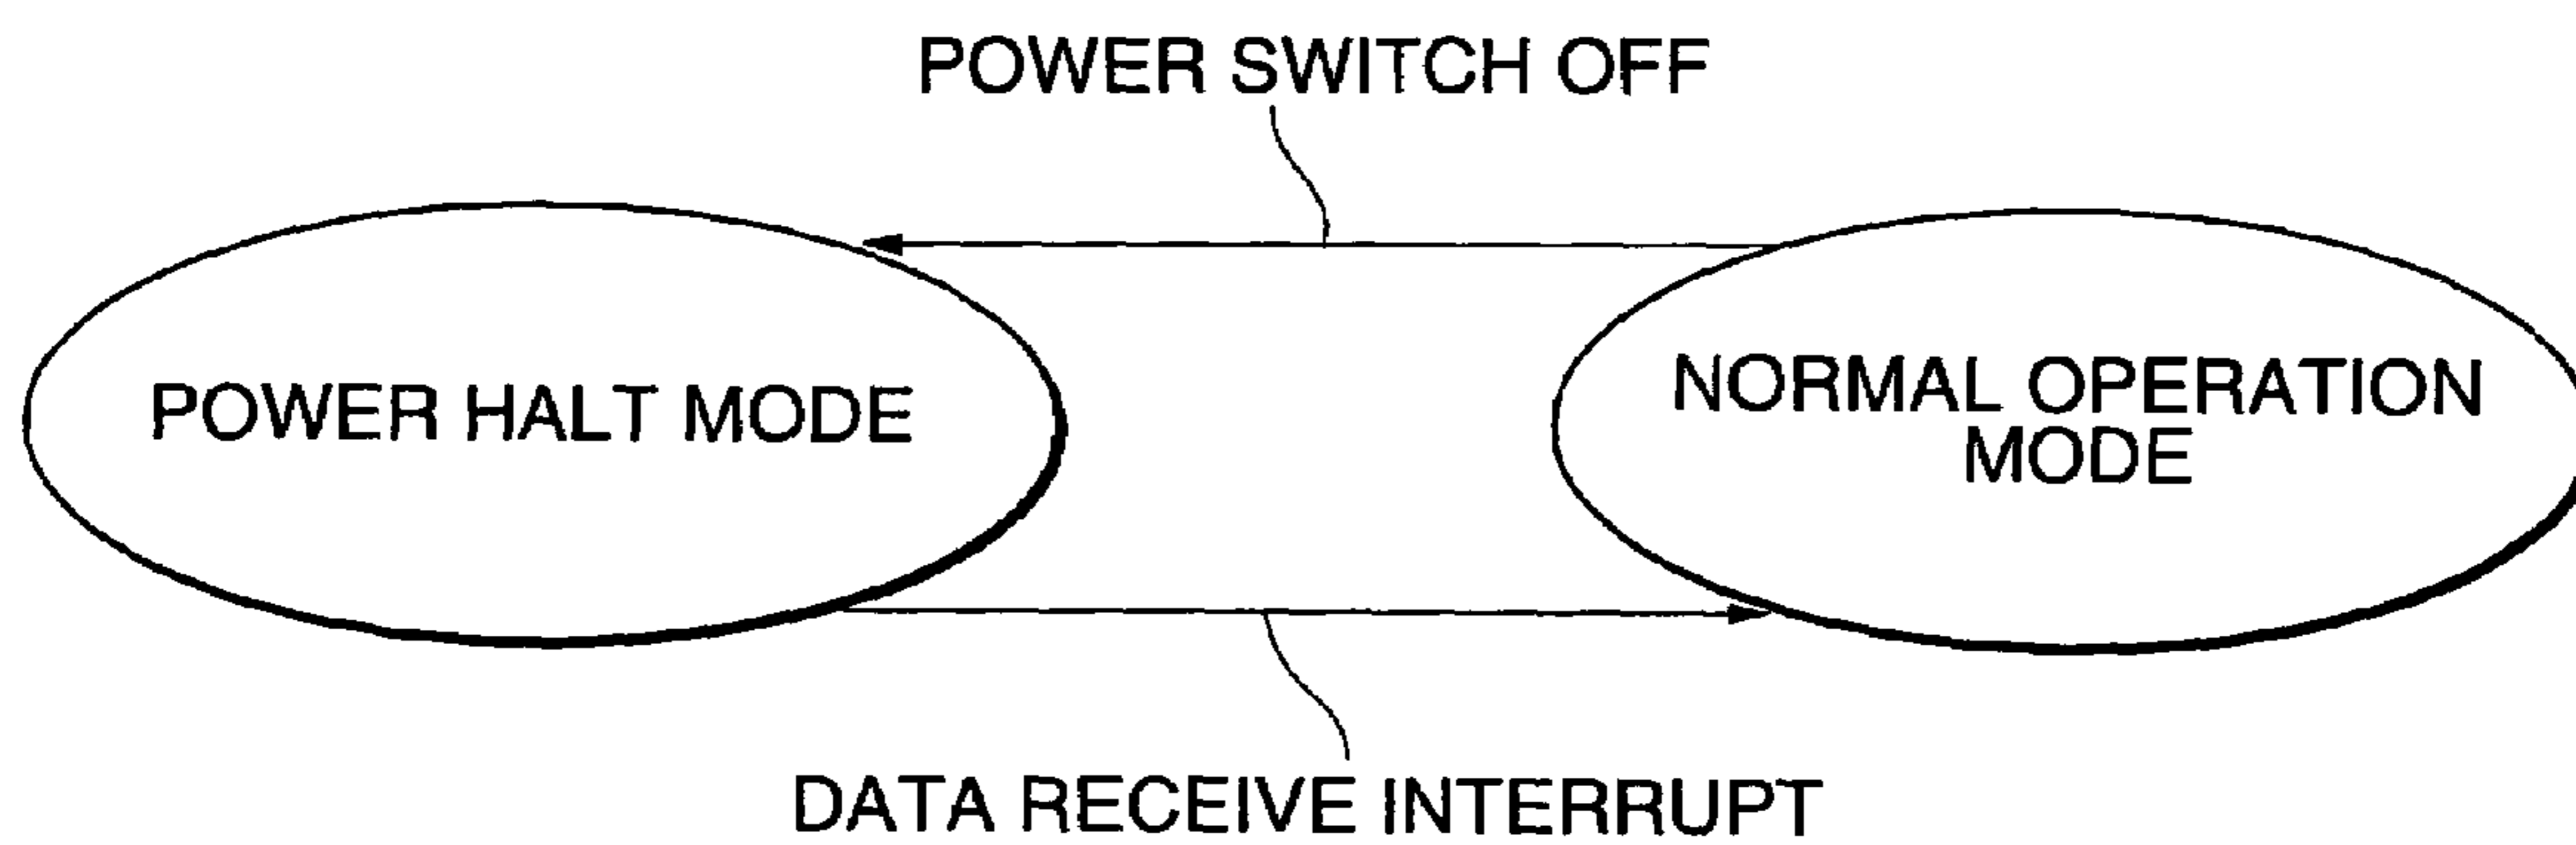 POWER SWITCH OFF
POWER HALT MODE
NORMAL OPERATION
MODE
DATA RECEIVE INTERRUPT